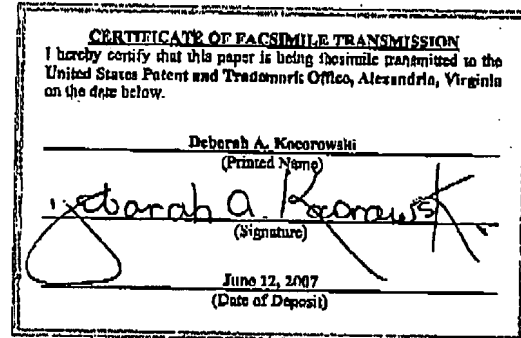 CERTIFICATE OF FACSIMILE TRANSMISSION
I hereby certify that this paper is being facsimile transmitted to the
United States Patent and Trademark Office, Alexandria, Virginia
on the date below.
Deborah A. Kocorowski
(Printed Name)
Deborah A. Kocorowski
(Signature)
June 12, 2007
(Date of Deposit)